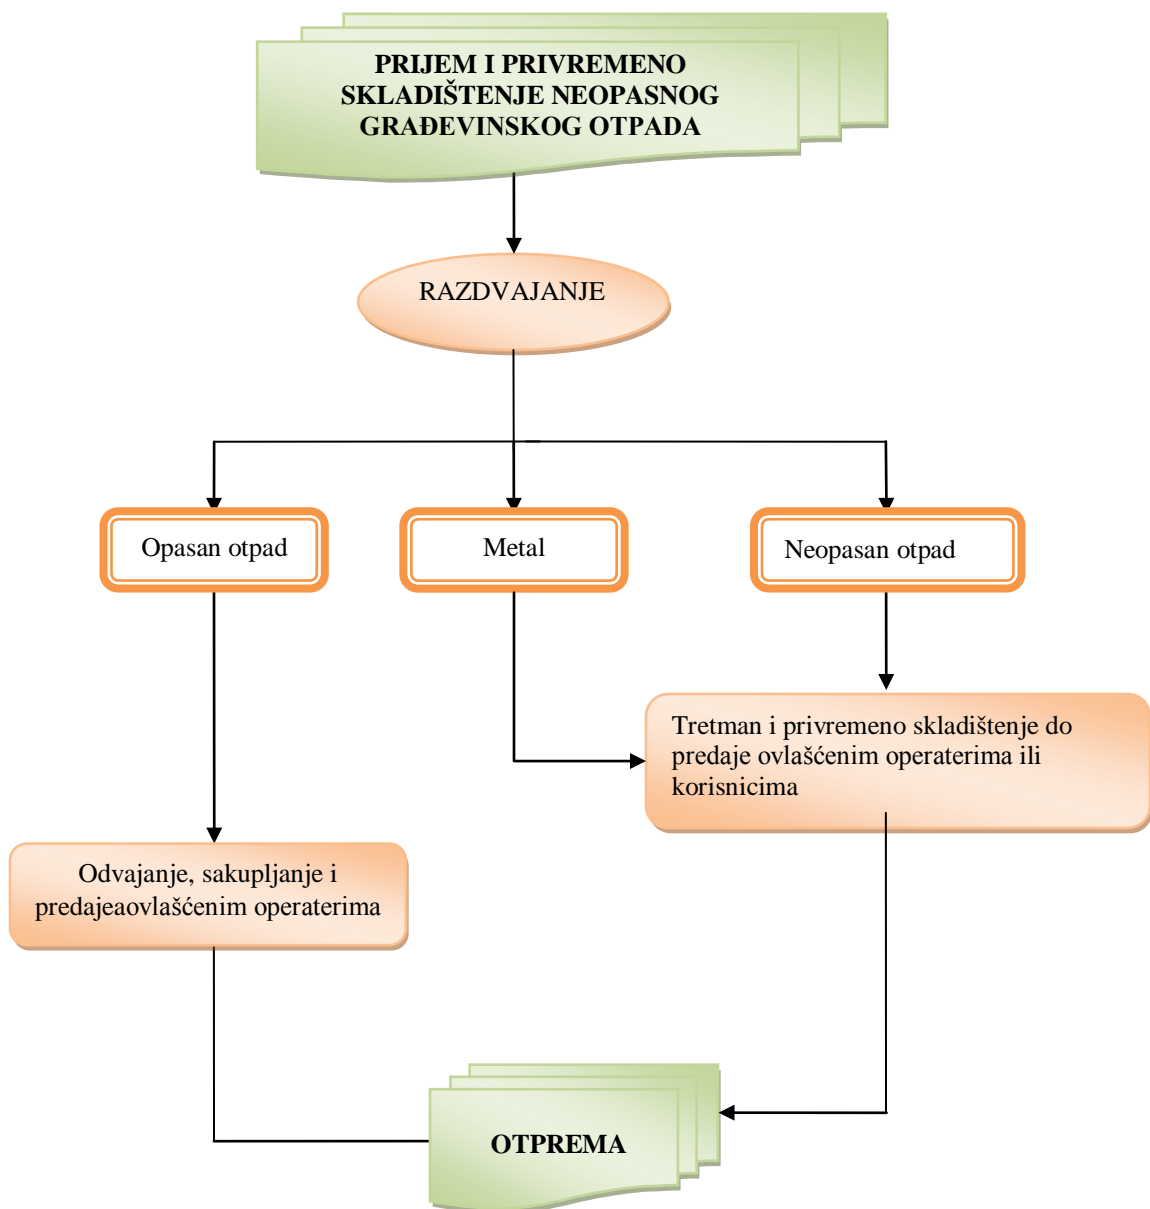 PRIJEM I PRIVREMENO
SKLADIŠTENJE NEOPASNOG
GRAĐEVINSKOG OTPADA
RAZDVAJANJE
Opasan otpad
Metal
Neopasan otpad
Tretman i privremeno skladištenje do
predaje ovlašćenim operaterima ili
korisnicima
Odvajanje, sakupljanje i
predajeaovlašćenim operaterima
OTPREMA